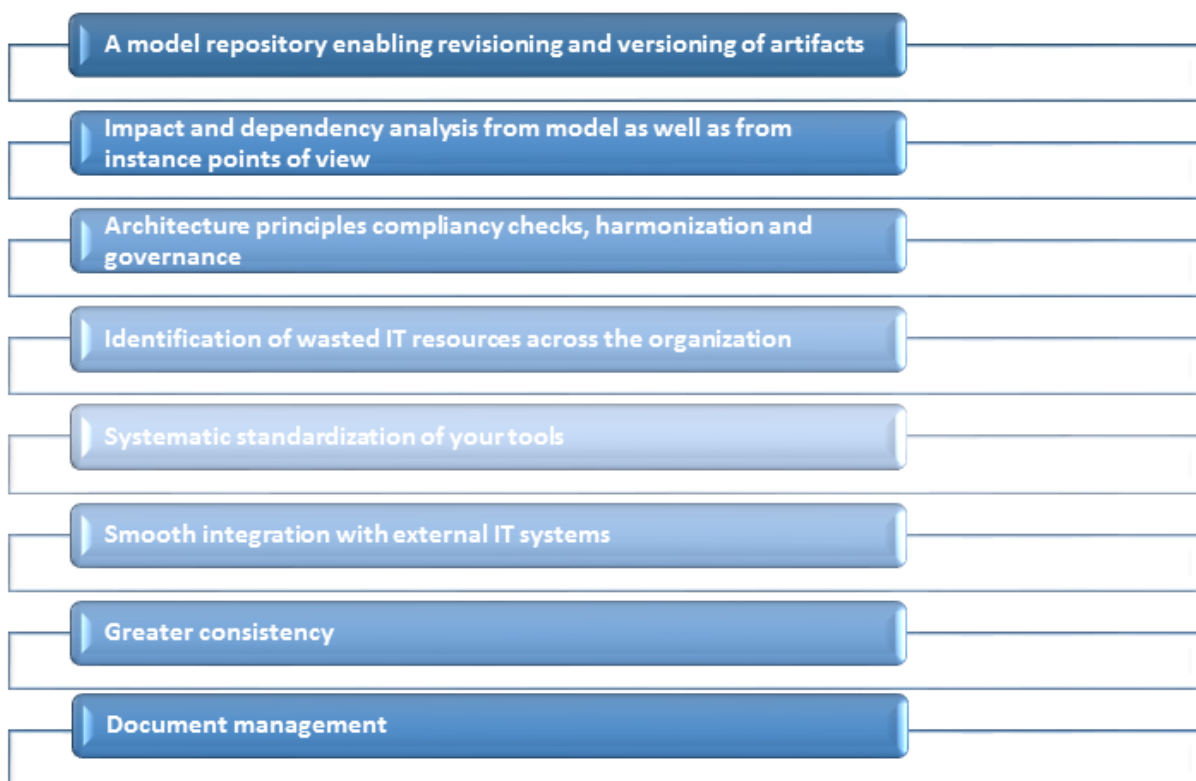 A model repository enabling revisioning and versioning of artifacts
Impact and dependency analysis from model as well as from
instance points of view
Architecture principles compliancy checks, harmonization and
governance
Identification of wasted IT resources across the organization
Systematic standardization of your tools
Smooth integration with external IT systems
Greater consistency
Document management